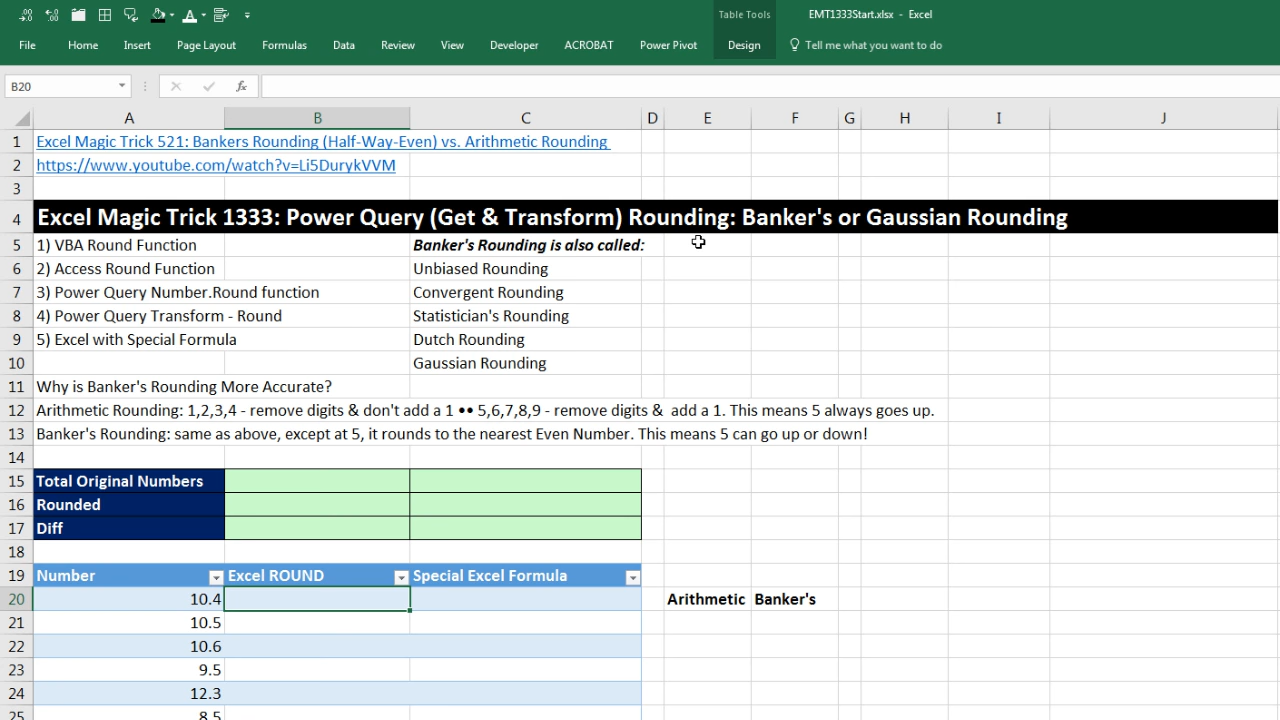 Table Tools
EMT1333Start.xlsx - Excel
File Home Insert Page Layout Formulas Data Review View Developer ACROBAT Power Pivot Design Tell me what you want to do
B20 fx
A B C D E F G H I J
1 Excel Magic Trick 521: Bankers Rounding (Half-Way-Even) vs. Arithmetic Rounding
2 https://www.youtube.com/watch?v=Li5DurykVVM
3
4 Excel Magic Trick 1333: Power Query (Get & Transform) Rounding: Banker's or Gaussian Rounding
5 1) VBA Round Function Banker's Rounding is also called:
6 2) Access Round Function Unbiased Rounding
7 3) Power Query Number.Round function Convergent Rounding
8 4) Power Query Transform - Round Statistician's Rounding
9 5) Excel with Special Formula Dutch Rounding
10 Gaussian Rounding
11 Why is Banker's Rounding More Accurate?
12 Arithmetic Rounding: 1,2,3,4 - remove digits & don't add a 1 •• 5,6,7,8,9 - remove digits & add a 1. This means 5 always goes up.
13 Banker's Rounding: same as above, except at 5, it rounds to the nearest Even Number. This means 5 can go up or down!
14
15 Total Original Numbers
16 Rounded
17 Diff
18
19 Number Excel ROUND Special Excel Formula
20 10.4 Arithmetic Banker's
21 10.5
22 10.6
23 9.5
24 12.3
25 8.5